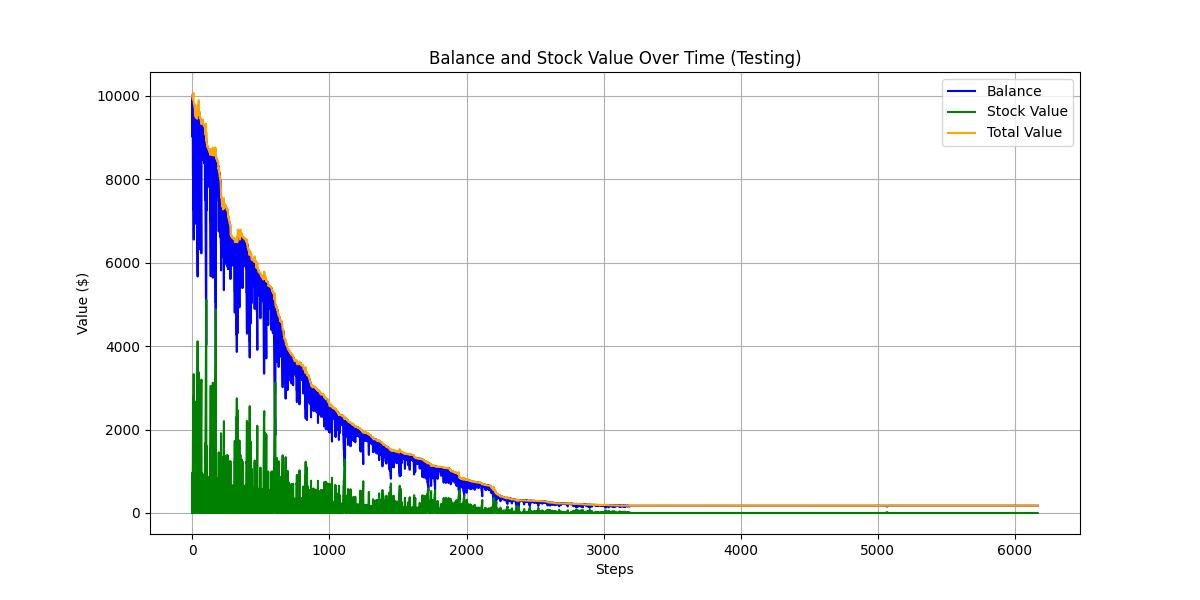 Balance and Stock Value Over Time (Testing)
Balance
Stock Value
Total Value
10000
8000
6000
4000
2000
0
Value ($)
0 1000 2000 3000 4000 5000 6000
Steps